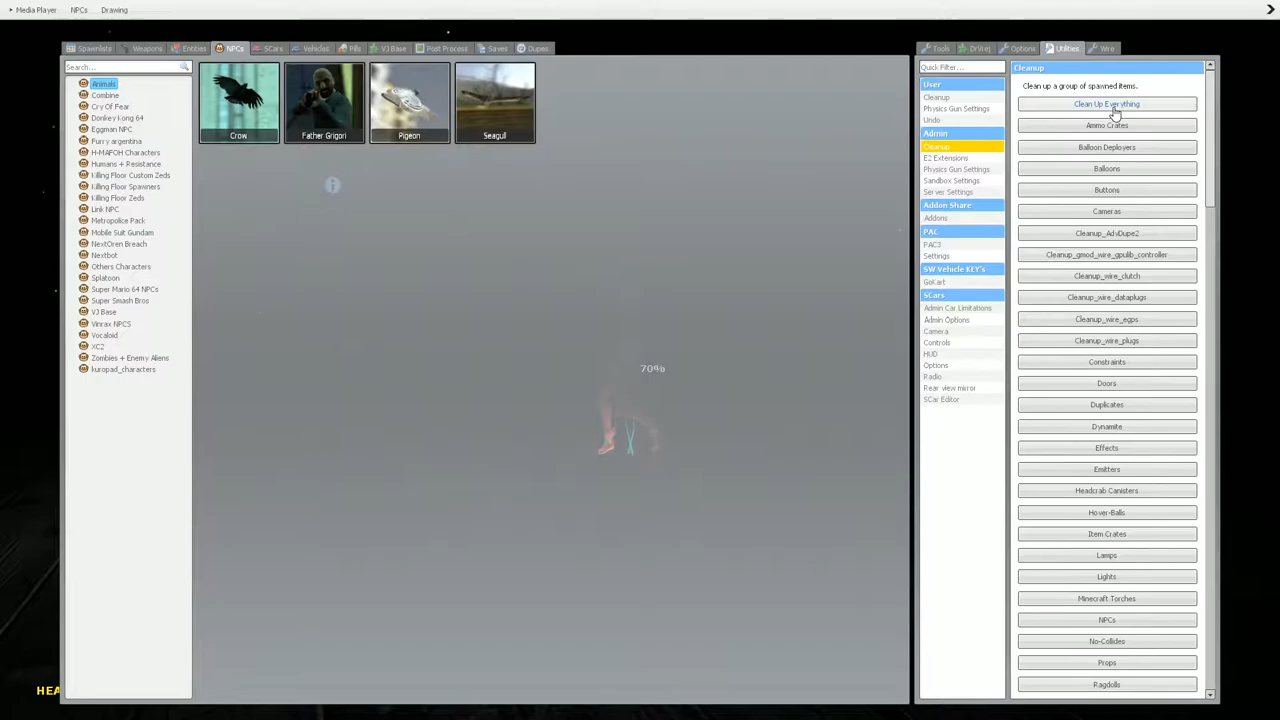 Media Player NPCs Drawing
Spawnlists Weapons Entities NPCs SCars Vehicles Pills VJ Base Post Process Saves Dupes
Tools DrVrej Options Utilities Wire
Search...
Animals
Combine
Cry Of Fear
Donkey Kong 64
Eggman NPC
Furry argentina
H-MAFOH Characters
Humans + Resistance
Killing Floor Custom Zeds
Killing Floor Spawners
Killing Floor Zeds
Link NPC
Metropolice Pack
Mobile Suit Gundam
NextOren Breach
Nextbot
Others Characters
Splatoon
Super Mario 64 NPCs
Super Smash Bros
VJ Base
Vinrax NPCS
Vocaloid
XC2
Zombies + Enemy Aliens
kuropad_characters
Crow
Father Grigori
Pigeon
Seagull
70%
HEA
Quick Filter...
User
Cleanup
Physics Gun Settings
Undo
Admin
Cleanup
E2 Extensions
Physics Gun Settings
Sandbox Settings
Server Settings
Addon Share
Addons
PAC
PAC3
Settings
SW Vehicle KEY's
GoKart
SCars
Admin Car Limitations
Admin Options
Camera
Controls
HUD
Options
Radio
Rear view mirror
SCar Editor
Cleanup
Clean up a group of spawned items.
Clean Up Everything
Ammo Crates
Balloon Deployers
Balloons
Buttons
Cameras
Cleanup_AdvDupe2
Cleanup_gmod_wire_gpulib_controller
Cleanup_wire_clutch
Cleanup_wire_dataplugs
Cleanup_wire_egps
Cleanup_wire_plugs
Constraints
Doors
Duplicates
Dynamite
Effects
Emitters
Headcrab Canisters
Hover-Balls
Item Crates
Lamps
Lights
Minecraft Torches
NPCs
No-Collides
Props
Ragdolls